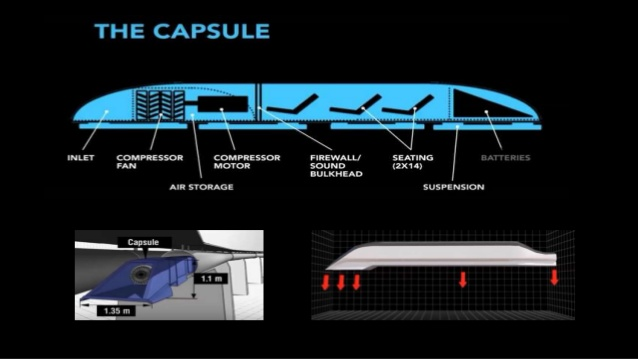 THE CAPSULE
INLET
COMPRESSOR
FAN
AIR STORAGE
COMPRESSOR
MOTOR
FIREWALL/
SOUND
BULKHEAD
SEATING
(2X14)
SUSPENSION
BATTERIES
Capsule
1.1 m
1.35 m